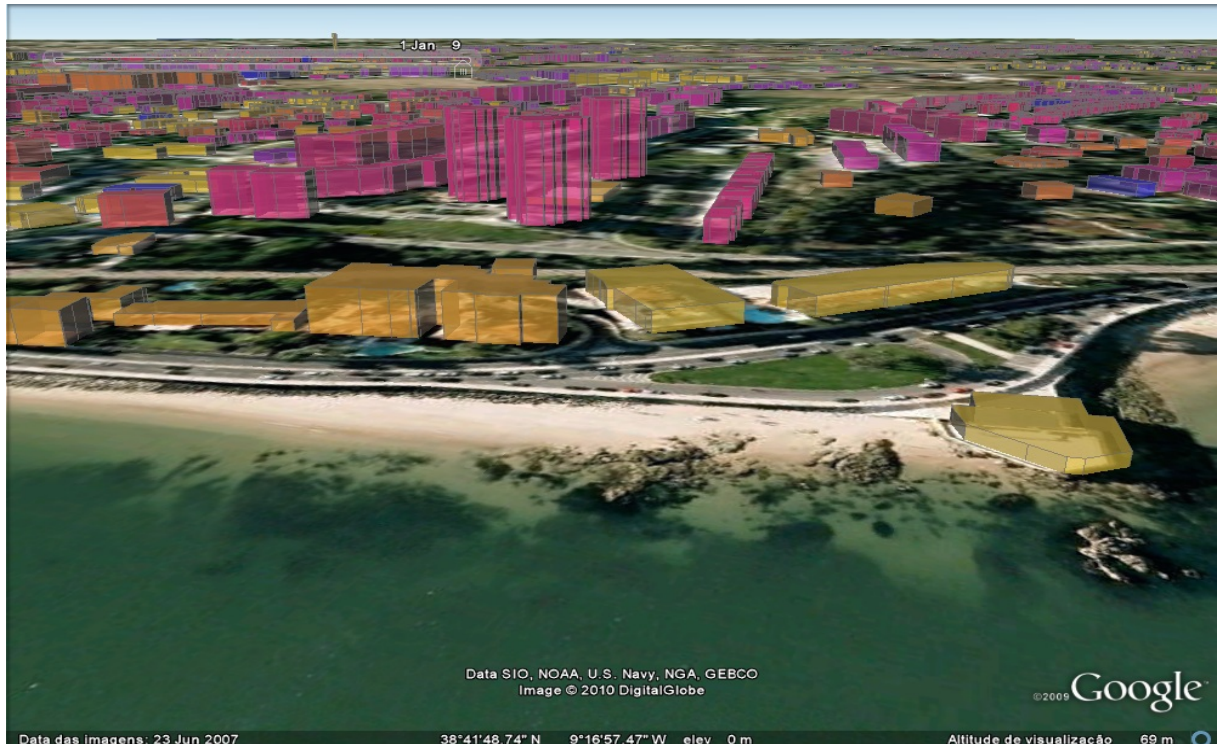 1 Jan 9
Data SIO, NOAA, U.S. Navy, NGA, GEBCO
Image © 2010 DigitalGlobe
©2009 Google
Data das imagens: 23 Jun 2007 38°41'48.74" N 9°16'57.47" W elev 0 m Altitude de visualização 69 m